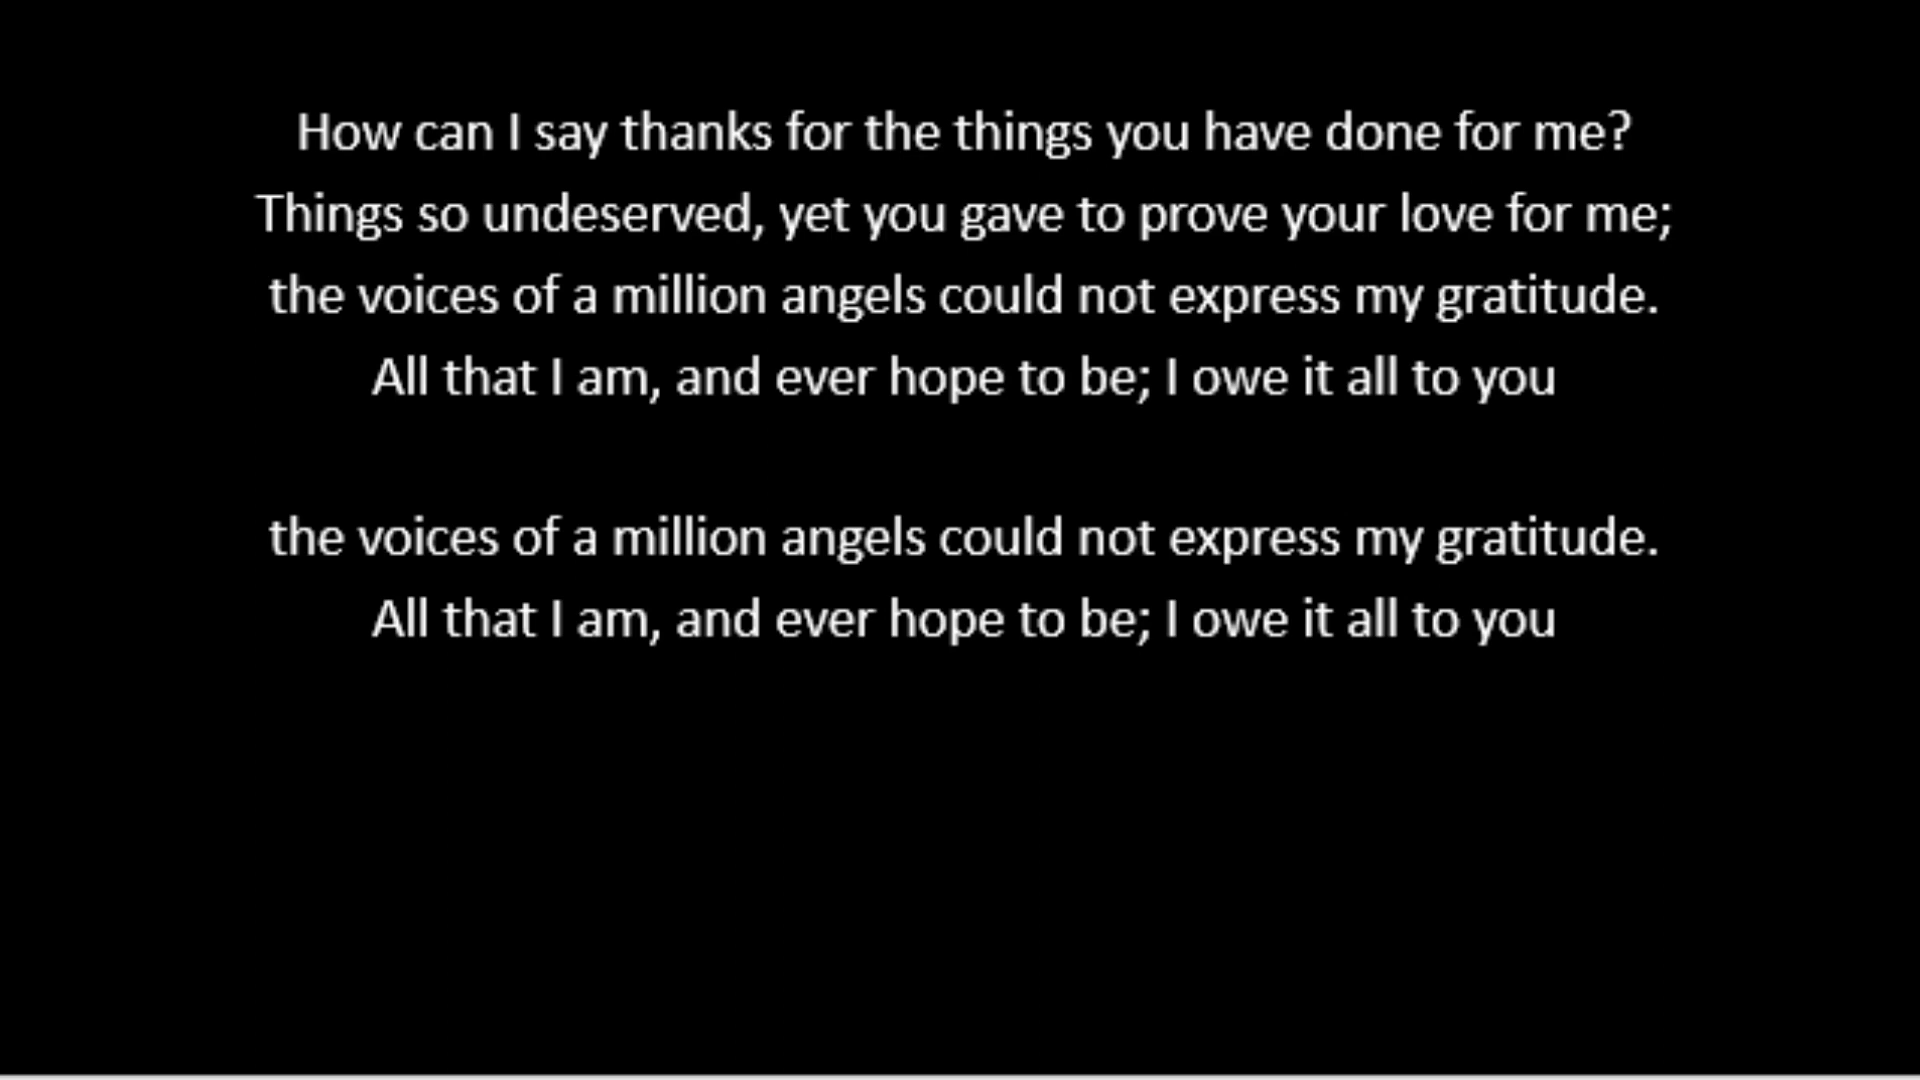 How can I say thanks for the things you have done for me?
Things so undeserved, yet you gave to prove your love for me;
the voices of a million angels could not express my gratitude.
All that I am, and ever hope to be; I owe it all to you
the voices of a million angels could not express my gratitude.
All that I am, and ever hope to be; I owe it all to you